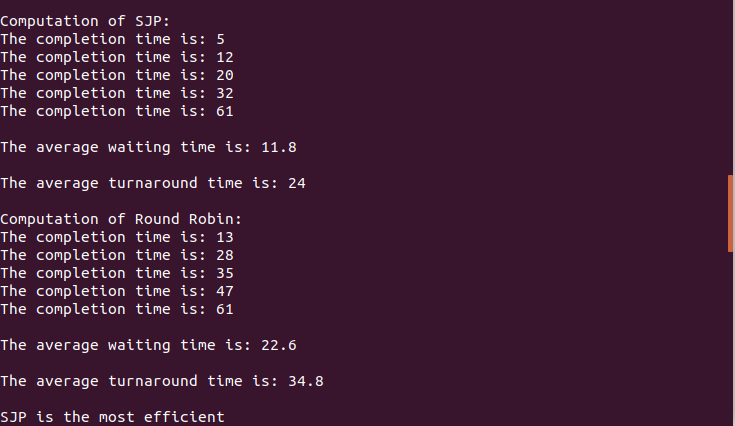 Computation of SJP:
The completion time is: 5
The completion time is: 12
The completion time is: 20
The completion time is: 32
The completion time is: 61
The average waiting time is: 11.8
The average turnaround time is: 24
Computation of Round Robin:
The completion time is: 13
The completion time is: 28
The completion time is: 35
The completion time is: 47
The completion time is: 61
The average waiting time is: 22.6
The average turnaround time is: 34.8
SJP is the most efficient